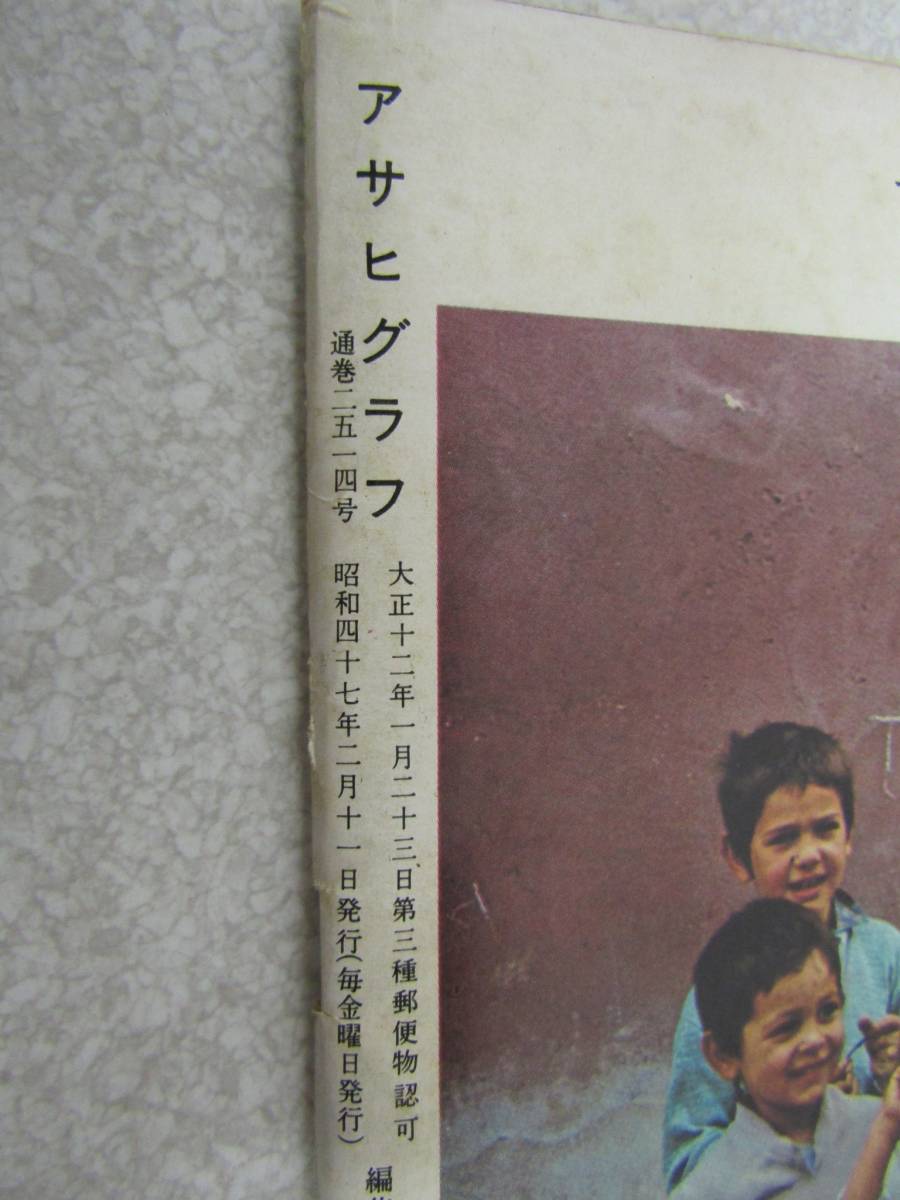 アサヒグラフ
大正十二年一月二十三日第三種郵便物認可
通巻二五一四号
昭和四十七年二月十一日発行(毎金曜日発行)
編